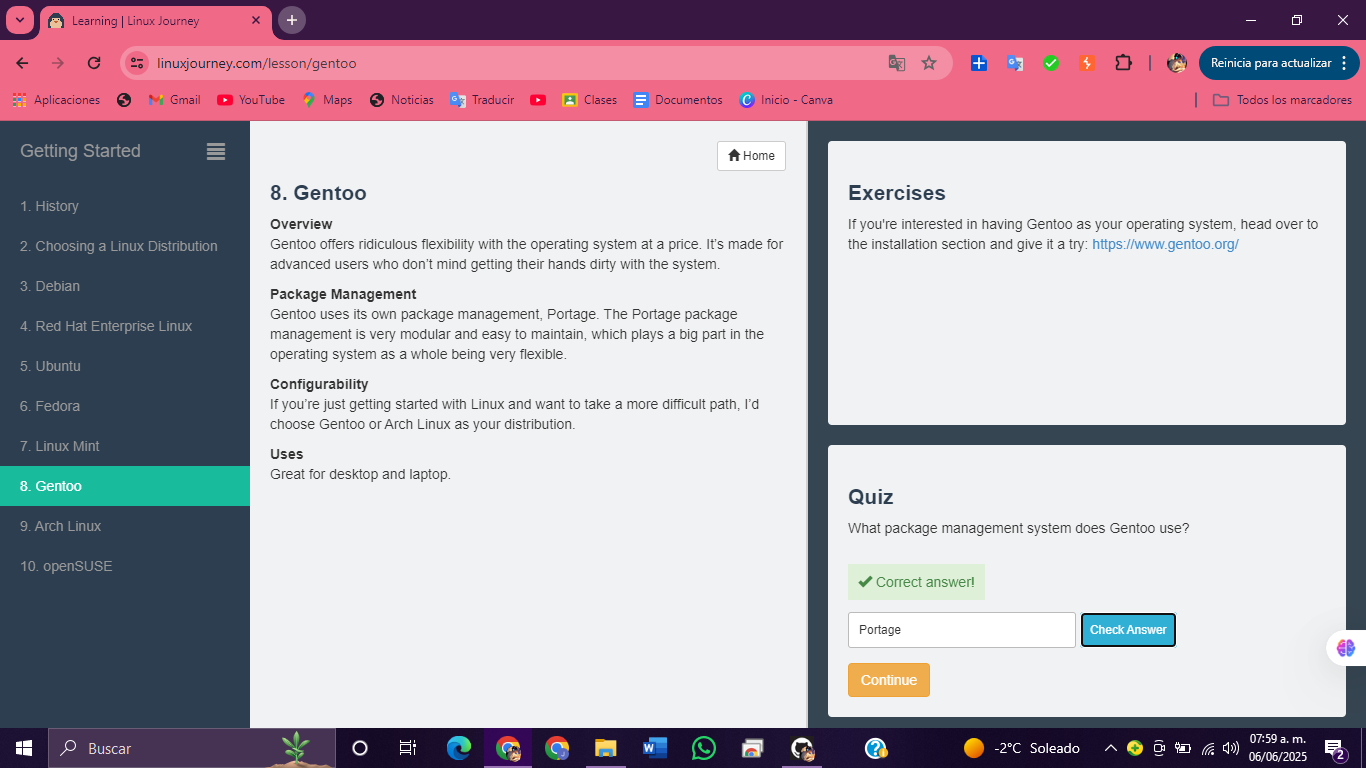 Learning | Linux Journey
linuxjourney.com/lesson/gentoo
Reinicia para actualizar
Aplicaciones
Gmail
YouTube
Maps
Noticias
Traducir
Clases
Documentos
Inicio - Canva
Todos los marcadores
Getting Started
1. History
2. Choosing a Linux Distribution
3. Debian
4. Red Hat Enterprise Linux
5. Ubuntu
6. Fedora
7. Linux Mint
8. Gentoo
9. Arch Linux
10. openSUSE
Home
8. Gentoo
Overview
Gentoo offers ridiculous flexibility with the operating system at a price. It’s made for
advanced users who don’t mind getting their hands dirty with the system.
Package Management
Gentoo uses its own package management, Portage. The Portage package
management is very modular and easy to maintain, which plays a big part in the
operating system as a whole being very flexible.
Configurability
If you’re just getting started with Linux and want to take a more difficult path, I’d
choose Gentoo or Arch Linux as your distribution.
Uses
Great for desktop and laptop.
Exercises
If you're interested in having Gentoo as your operating system, head over to
the installation section and give it a try: https://www.gentoo.org/
Quiz
What package management system does Gentoo use?
Correct answer!
Portage
Check Answer
Continue
Buscar
-2°C Soleado
07:59 a. m.
06/06/2025
2